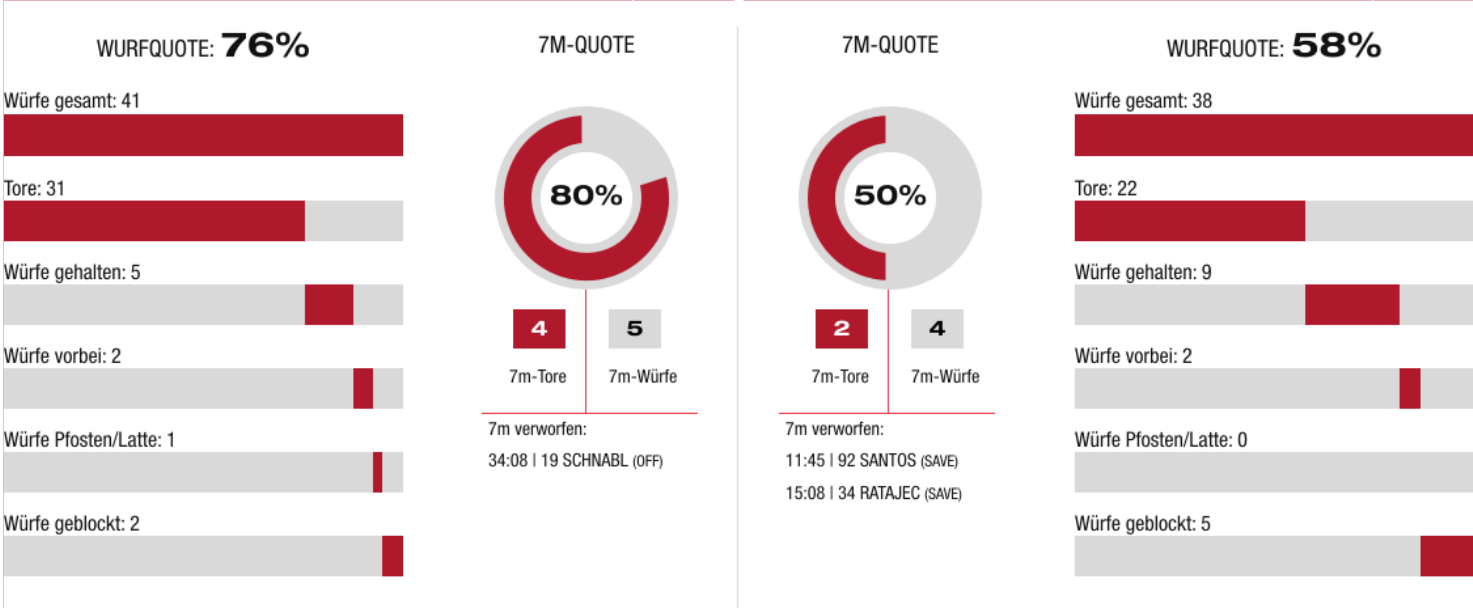 WURFQUOTE: 76%
Würfe gesamt: 41
Tore: 31
Würfe gehalten: 5
Würfe vorbei: 2
Würfe Pfosten/Latte: 1
Würfe geblockt: 2
7M-QUOTE
80%
4 5
7m-Tore 7m-Würfe
7m verworfen:
34:08 | 19 SCHNABL (OFF)
7M-QUOTE
50%
2 4
7m-Tore 7m-Würfe
7m verworfen:
11:45 | 92 SANTOS (SAVE)
15:08 | 34 RATAJEC (SAVE)
WURFQUOTE: 58%
Würfe gesamt: 38
Tore: 22
Würfe gehalten: 9
Würfe vorbei: 2
Würfe Pfosten/Latte: 0
Würfe geblockt: 5